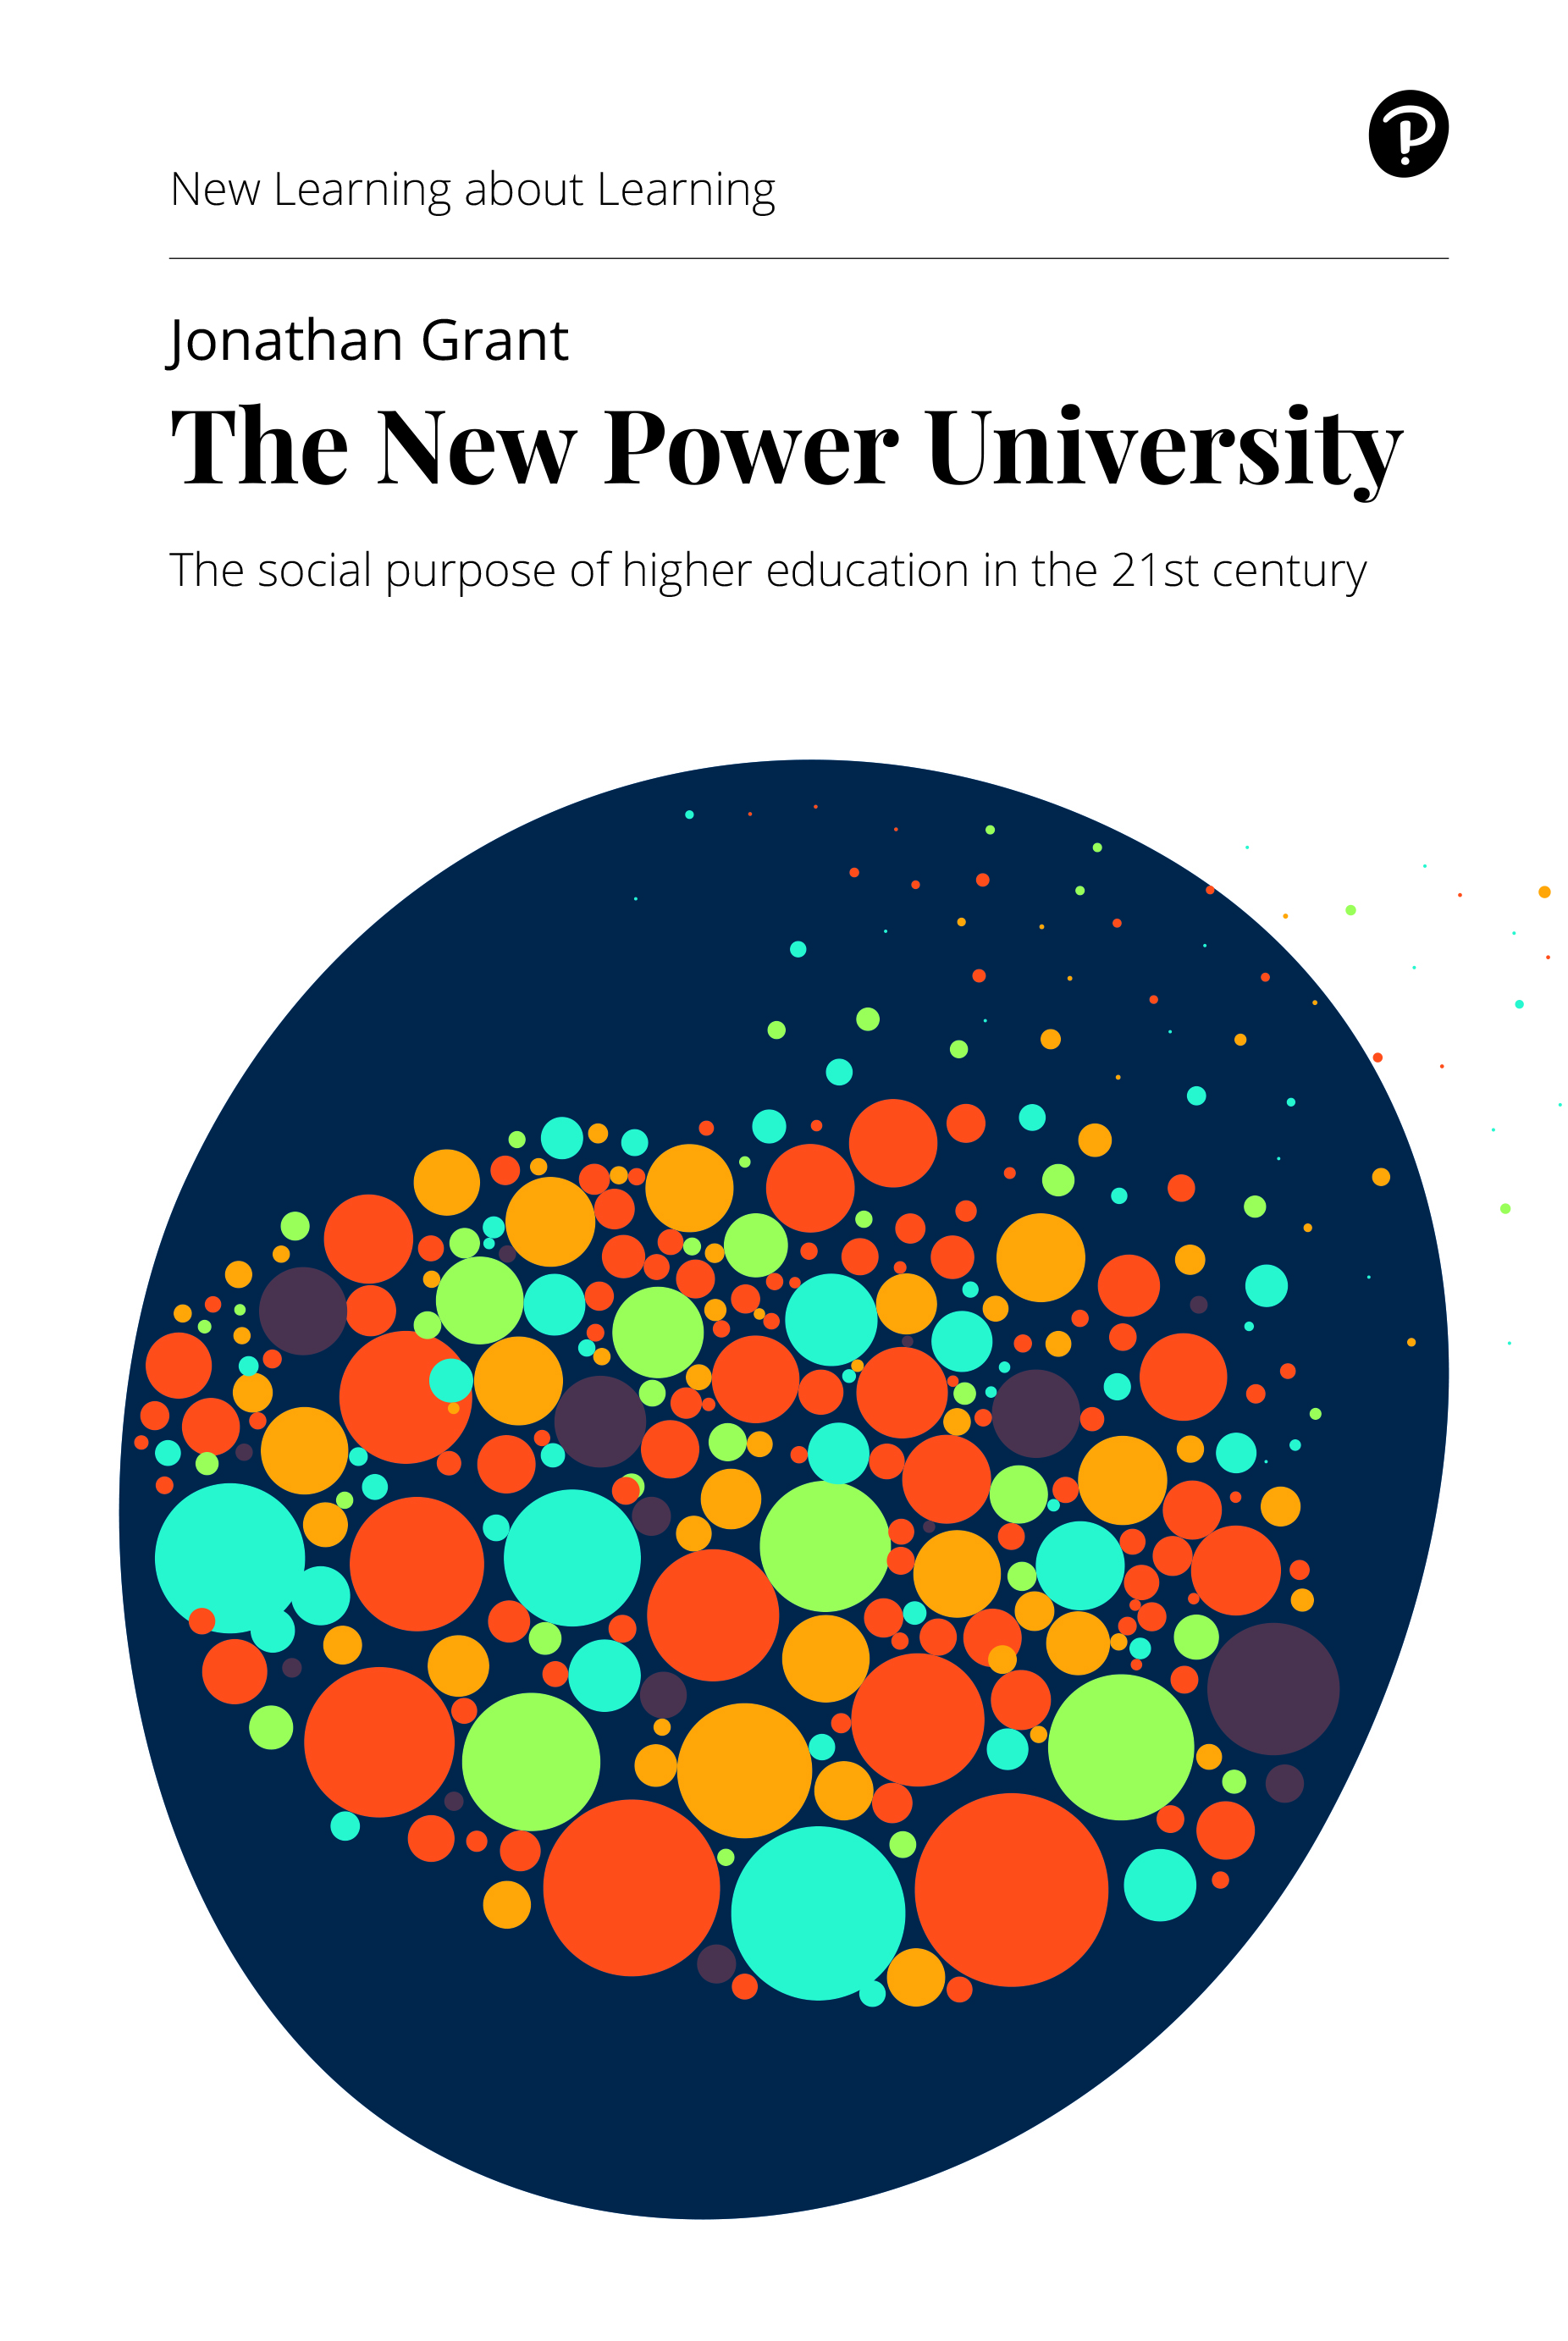 New Learning about Learning
Jonathan Grant
The New Power University
The social purpose of higher education in the 21st century